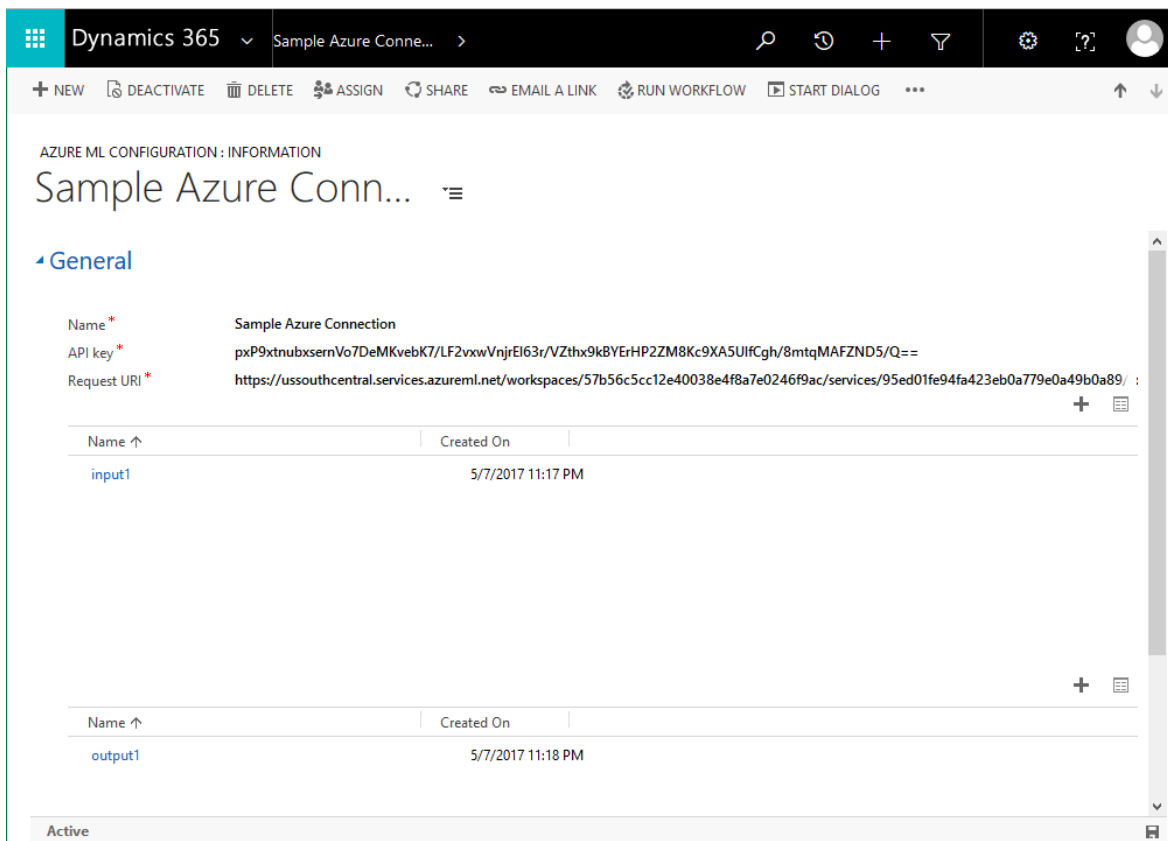 Dynamics 365 Sample Azure Conne... >
NEW DEACTIVATE DELETE ASSIGN SHARE EMAIL A LINK RUN WORKFLOW START DIALOG •••
AZURE ML CONFIGURATION : INFORMATION
Sample Azure Conn...
General
Name* Sample Azure Connection
API key* pxP9xtnubxsernVo7DeMKvebK7/LF2vxwVnjrEl63r/VZthx9kBYErHP2ZM8Kc9XA5UlfCgh/8mtqMAFZND5/Q==
Request URI* https://ussouthcentral.services.azureml.net/workspaces/57b56c5cc12e40038e4f8a7e0246f9ac/services/95ed01fe94fa423eb0a779e0a49b0a89/
Name ↑ Created On
input1 5/7/2017 11:17 PM
Name ↑ Created On
output1 5/7/2017 11:18 PM
Active